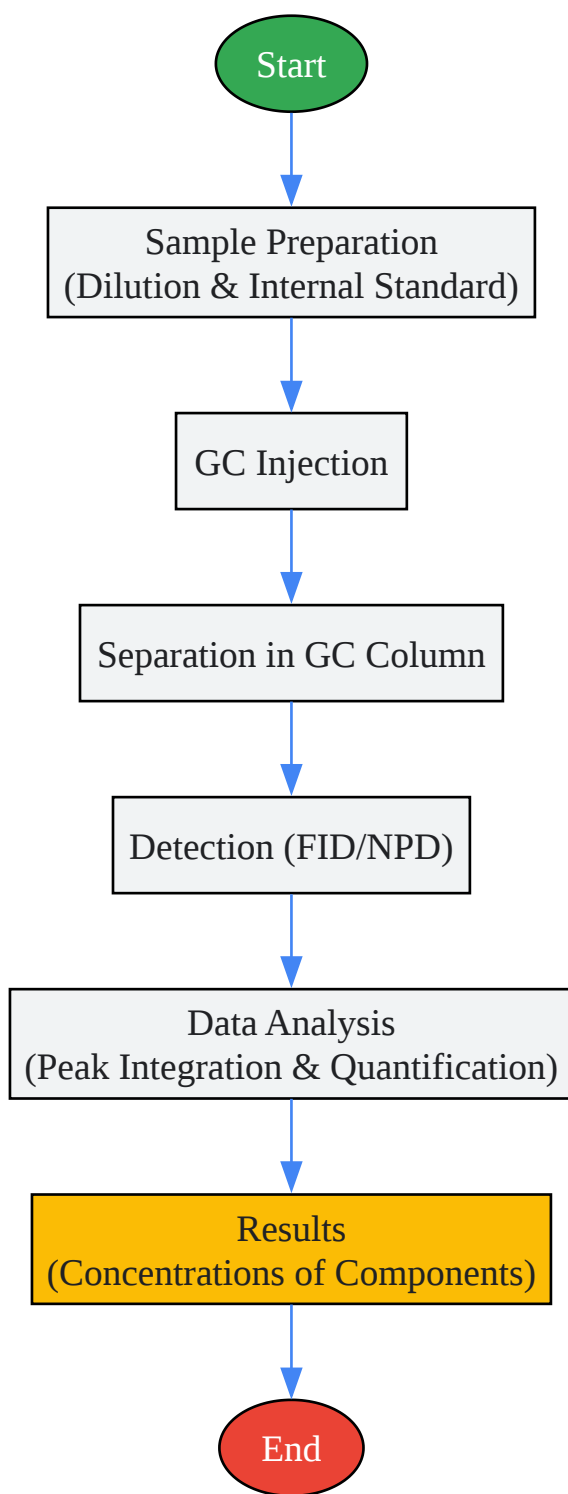 Start
Sample Preparation
(Dilution & Internal Standard)
GC Injection
Separation in GC Column
Detection (FID/NPD)
Data Analysis
(Peak Integration & Quantification)
Results
(Concentrations of Components)
End